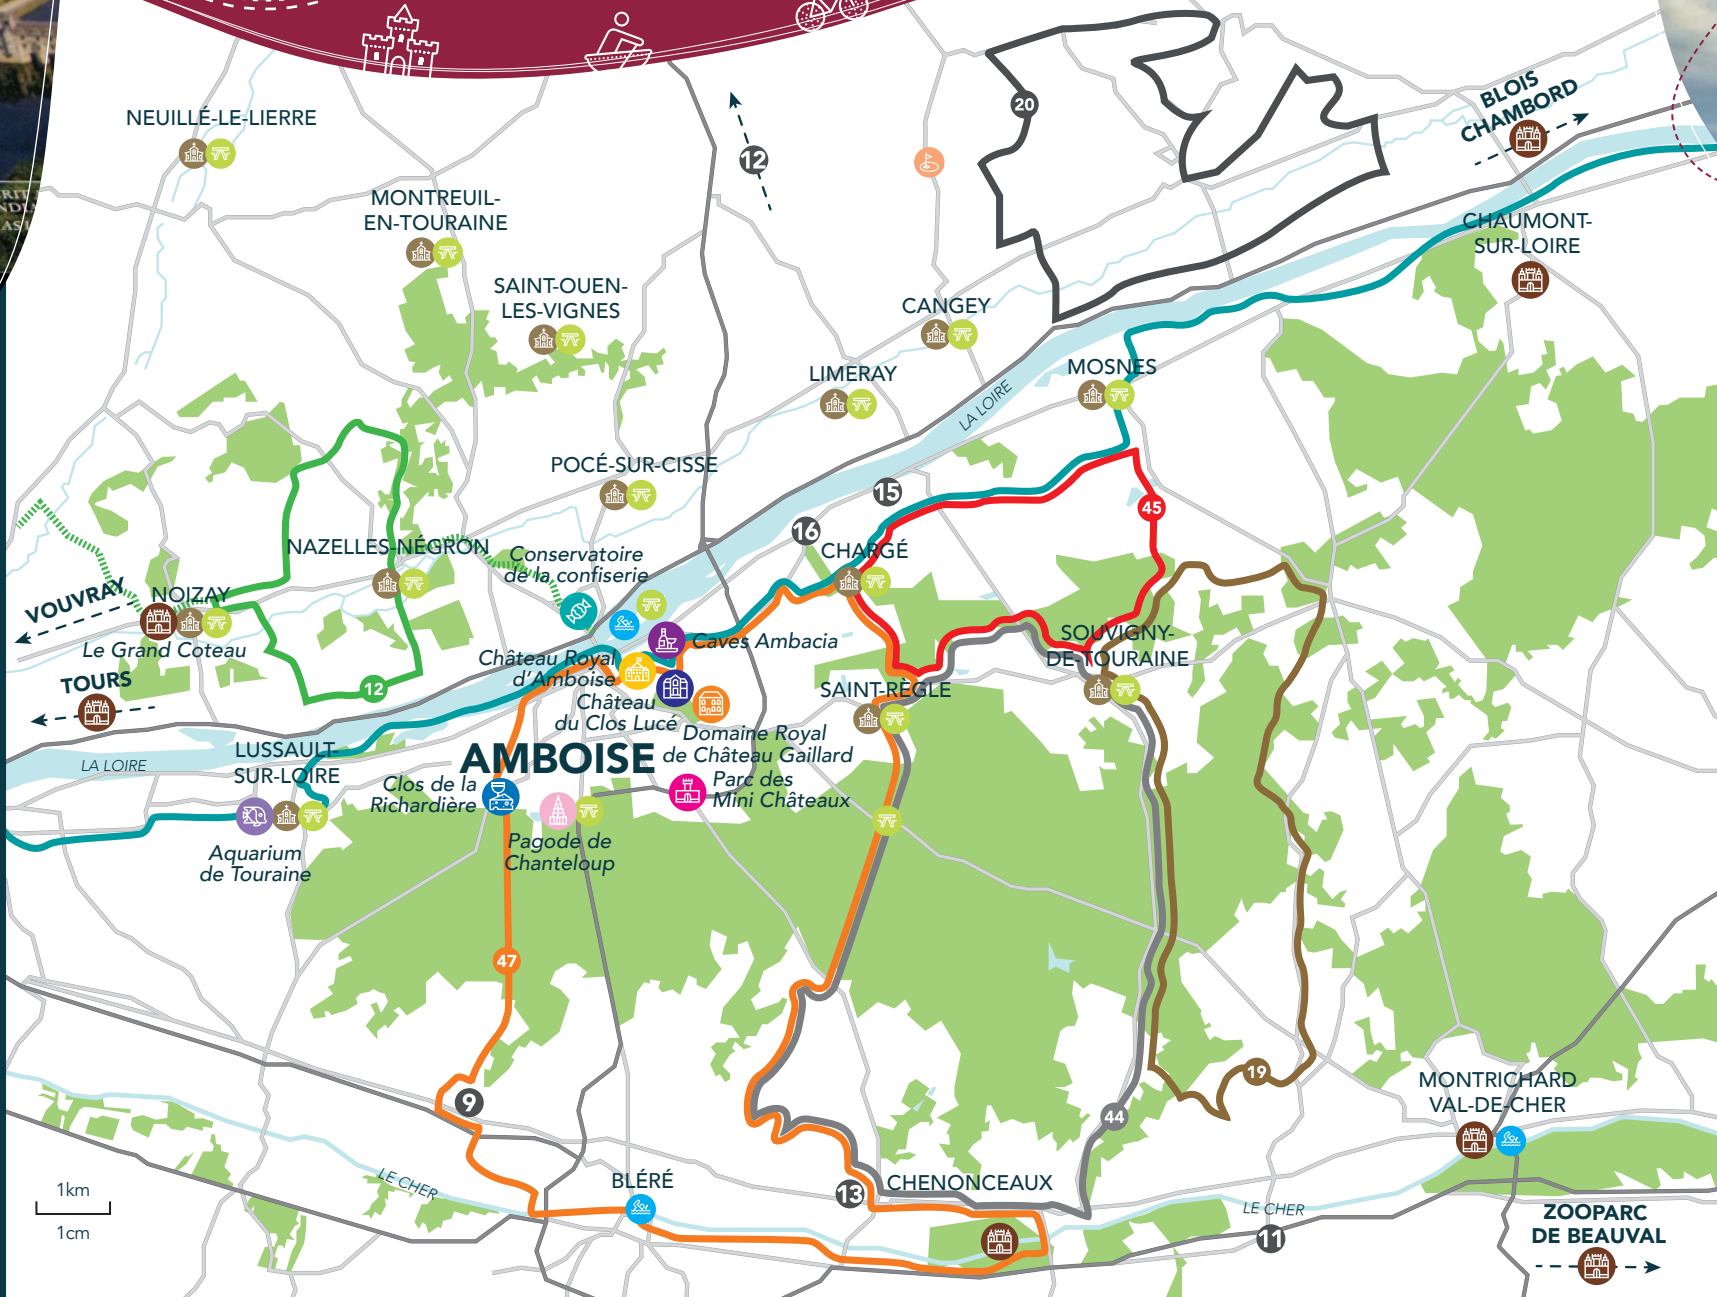 20
BLOIS
CHAMBORD
NEUILLÉ-LE-LIERRE
12
MONTREUIL-
EN-TOURAINE
CHAUMONT-
SUR-LOIRE
SAINT-OUEN-
LES-VIGNES
CANGEY
LIMERAY
MOSNES
LA LOIRE
POCÉ-SUR-CISSE
15
45
16
NAZELLES-NÉGRON
CHARGÉ
Conservatoire
de la confiserie
VOUVRAY
NOIZAY
Le Grand Coteau
Caves Ambacia
SOUVIGNY-
DE-TOURAINE
Château Royal
d'Amboise
TOURS
12
SAINT-RÈGLE
Château
du Clos Lucé
Domaine Royal
de Château Gaillard
AMBOISE
LA LOIRE
LUSSAULT-
SUR-LOIRE
Clos de la
Richardière
Parc des
Mini Châteaux
Pagode de
Chanteloup
Aquarium
de Touraine
47
19
9
44
MONTRICHARD
VAL-DE-CHER
LE CHER
BLÉRÉ
13
CHENONCEAUX
1km
1cm
LE CHER
11
ZOOPARC
DE BEAUVAL